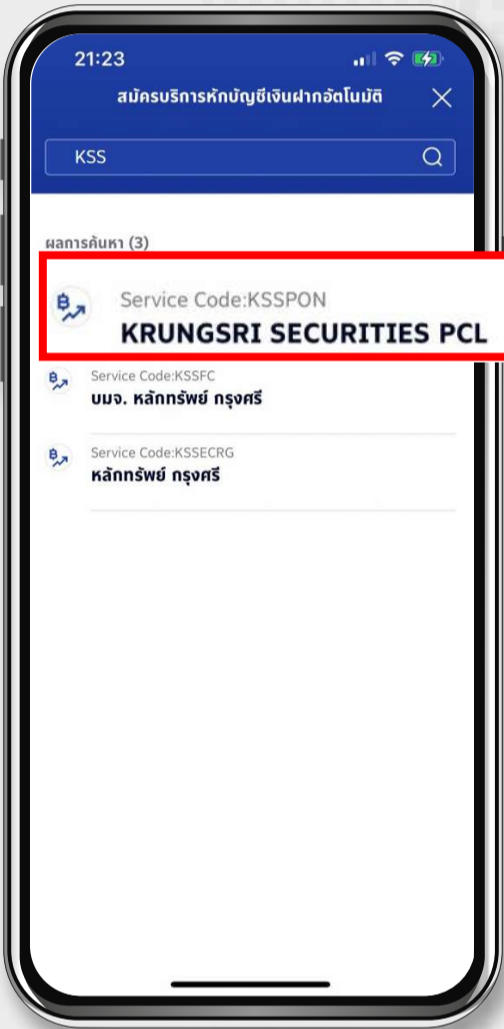 21:23
สมัครบริการหักบัญชีเงินฝากอัตโนมัติ
KSS
ผลการค้นหา (3)
Service Code:KSSPON
KRUNGSRI SECURITIES PCL
Service Code:KSSFC
บมจ. หลักทรัพย์ กรุงศรี
Service Code:KSSECRG
หลักทรัพย์ กรุงศรี